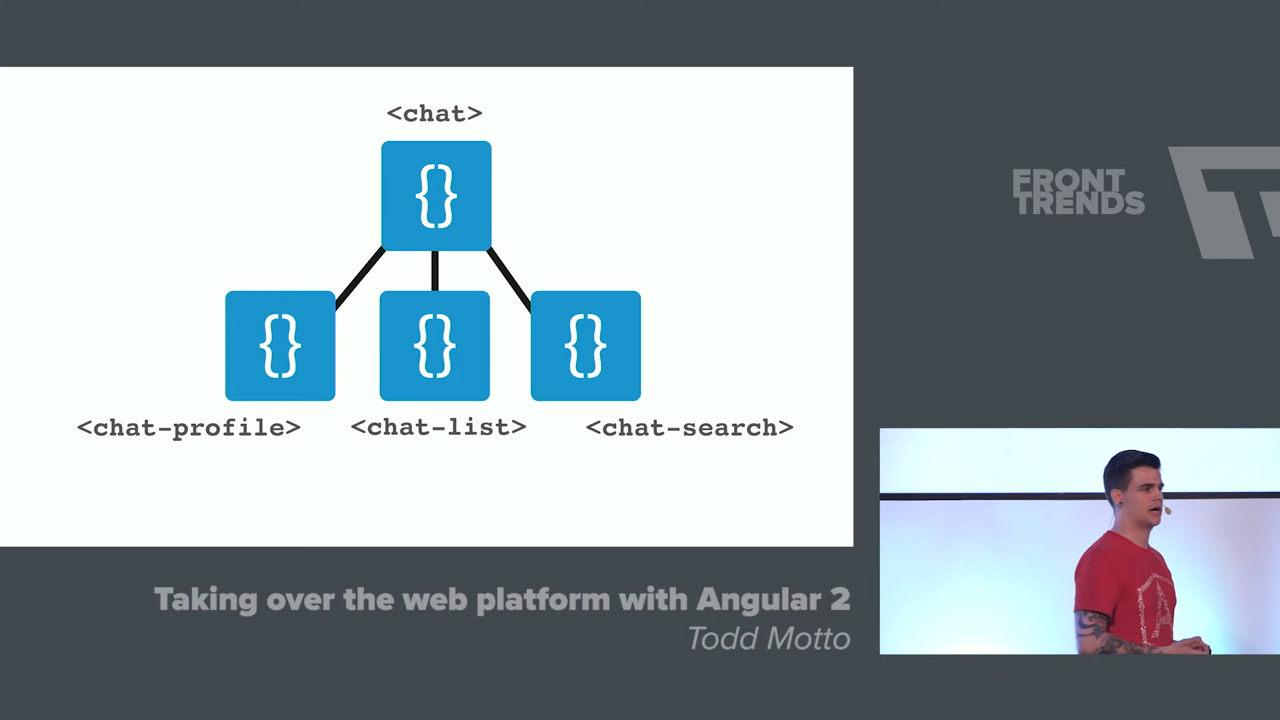 <chat>
{}
{} {} {}
<chat-profile> <chat-list> <chat-search>
FRONT
TRENDS
Taking over the web platform with Angular 2
Todd Motto